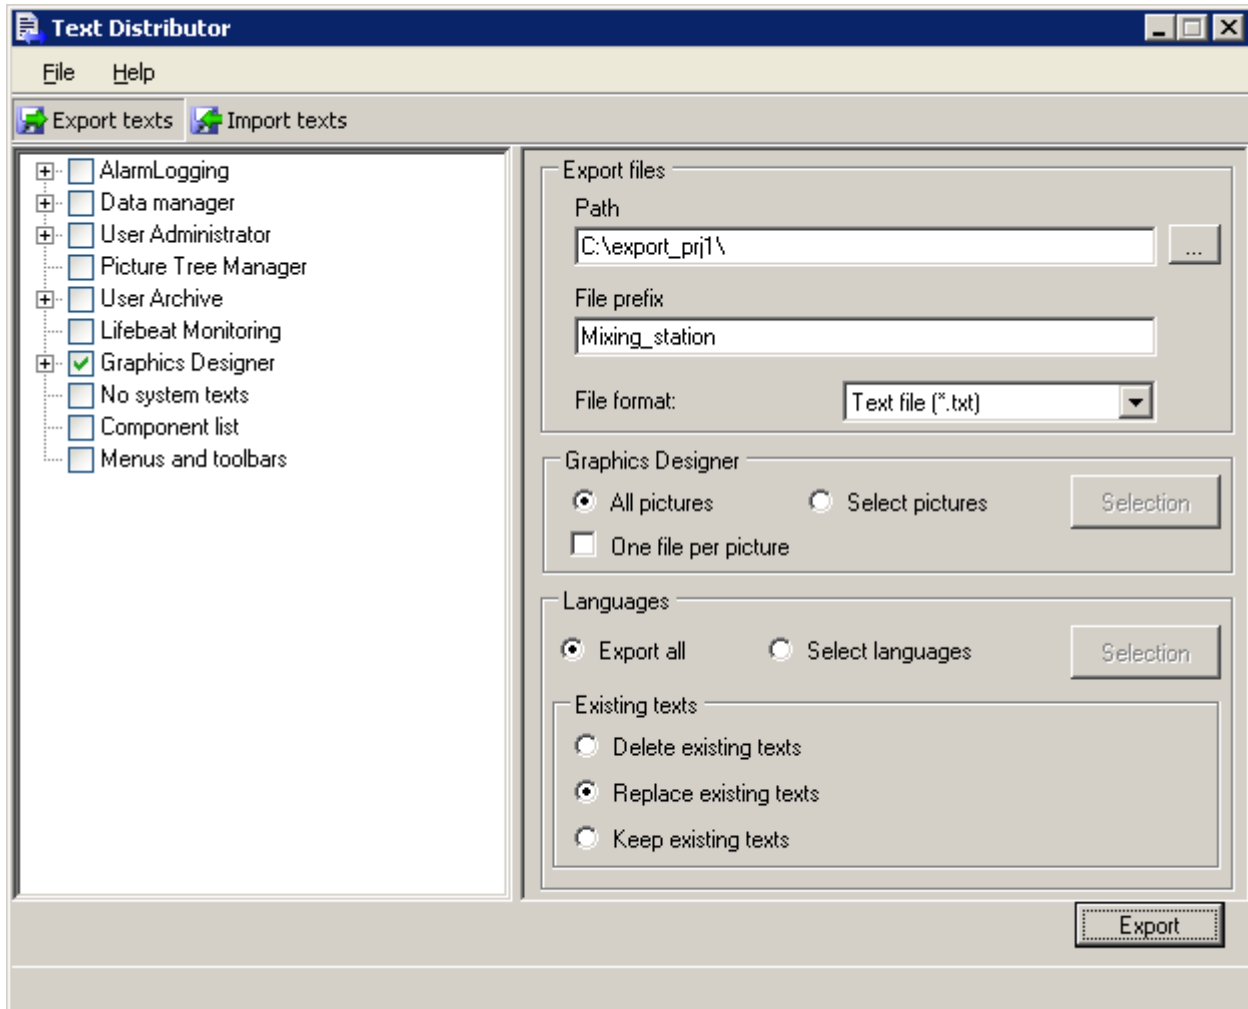 Text Distributor
File Help
Export texts Import texts
AlarmLogging
Data manager
User Administrator
Picture Tree Manager
User Archive
Lifebeat Monitoring
Graphics Designer
No system texts
Component list
Menus and toolbars
Export files
Path
C:\export_prj1\
...
File prefix
Mixing_station
File format: Text file (*.txt)
Graphics Designer
All pictures Select pictures Selection
One file per picture
Languages
Export all Select languages Selection
Existing texts
Delete existing texts
Replace existing texts
Keep existing texts
Export